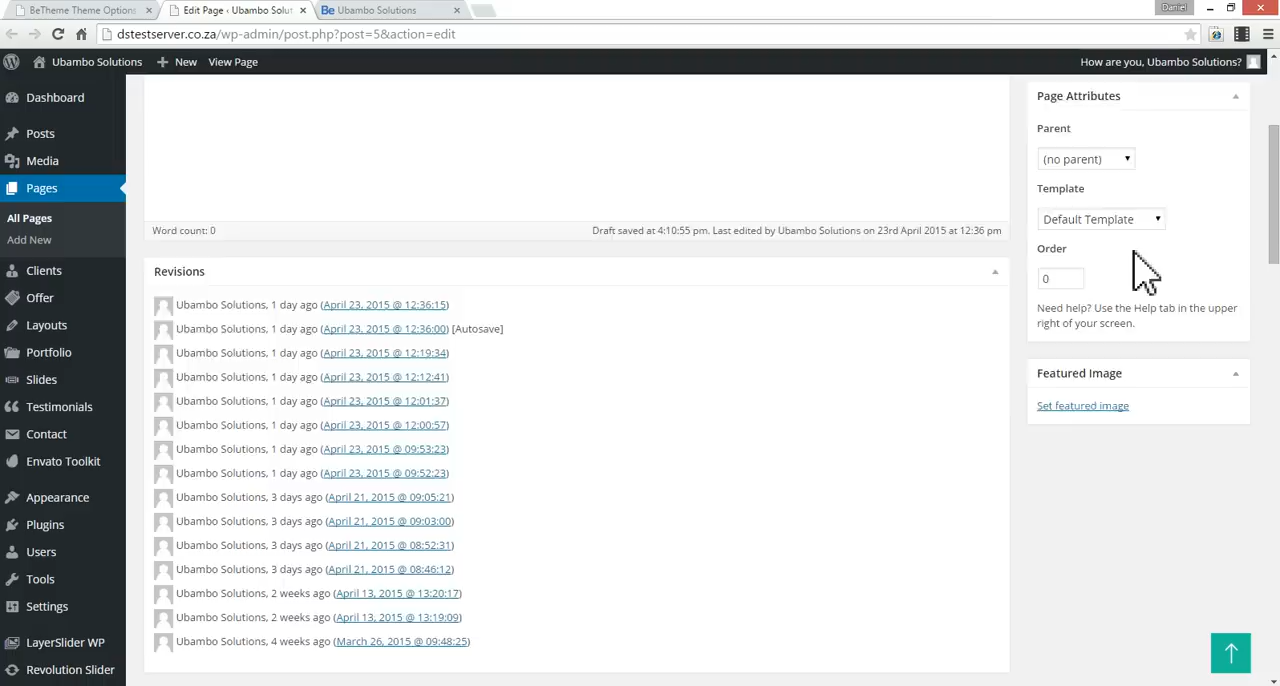 BeTheme Theme Options
Edit Page ‹ Ubambo Solut
Be Ubambo Solutions
Daniel
dstestserver.co.za/wp-admin/post.php?post=5&action=edit
Ubambo Solutions
New
View Page
How are you, Ubambo Solutions?
Dashboard
Posts
Media
Pages
All Pages
Add New
Clients
Offer
Layouts
Portfolio
Slides
Testimonials
Contact
Envato Toolkit
Appearance
Plugins
Users
Tools
Settings
LayerSlider WP
Revolution Slider
Word count: 0
Draft saved at 4:10:55 pm. Last edited by Ubambo Solutions on 23rd April 2015 at 12:36 pm
Revisions
Ubambo Solutions, 1 day ago (April 23, 2015 @ 12:36:15)
Ubambo Solutions, 1 day ago (April 23, 2015 @ 12:36:00) [Autosave]
Ubambo Solutions, 1 day ago (April 23, 2015 @ 12:19:34)
Ubambo Solutions, 1 day ago (April 23, 2015 @ 12:12:41)
Ubambo Solutions, 1 day ago (April 23, 2015 @ 12:01:37)
Ubambo Solutions, 1 day ago (April 23, 2015 @ 12:00:57)
Ubambo Solutions, 1 day ago (April 23, 2015 @ 09:53:23)
Ubambo Solutions, 1 day ago (April 23, 2015 @ 09:52:23)
Ubambo Solutions, 3 days ago (April 21, 2015 @ 09:05:21)
Ubambo Solutions, 3 days ago (April 21, 2015 @ 09:03:00)
Ubambo Solutions, 3 days ago (April 21, 2015 @ 08:52:31)
Ubambo Solutions, 3 days ago (April 21, 2015 @ 08:46:12)
Ubambo Solutions, 2 weeks ago (April 13, 2015 @ 13:20:17)
Ubambo Solutions, 2 weeks ago (April 13, 2015 @ 13:19:09)
Ubambo Solutions, 4 weeks ago (March 26, 2015 @ 09:48:25)
Page Attributes
Parent
(no parent)
Template
Default Template
Order
0
Need help? Use the Help tab in the upper
right of your screen.
Featured Image
Set featured image